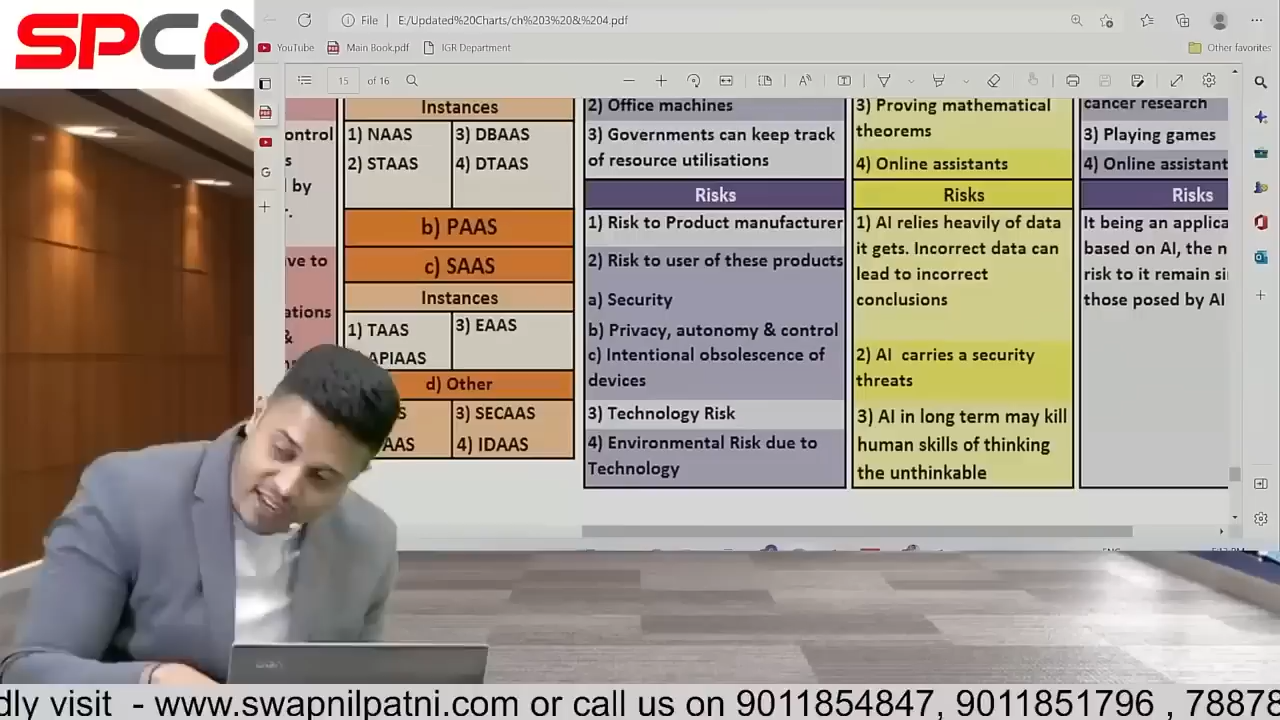 SPC
File
E:/Updated%20Charts/ch%203%20&%204.pdf
YouTube
Main Book.pdf
IGR Department
Other favorites
15
of 16
ontrol
s
by
r.
ve to
ations
&
Instances
1) NAAS
3) DBAAS
2) STAAS
4) DTAAS
b) PAAS
c) SAAS
Instances
1) TAAS
3) EAAS
APIAAS
d) Other
S
3) SECAAS
AAS
4) IDAAS
2) Office machines
3) Governments can keep track
of resource utilisations
Risks
1) Risk to Product manufacturer
2) Risk to user of these products
a) Security
b) Privacy, autonomy & control
c) Intentional obsolescence of
devices
3) Technology Risk
4) Environmental Risk due to
Technology
3) Proving mathematical
theorems
4) Online assistants
Risks
1) AI relies heavily of data
it gets. Incorrect data can
lead to incorrect
conclusions
2) AI carries a security
threats
3) AI in long term may kill
human skills of thinking
the unthinkable
cancer research
3) Playing games
4) Online assistant
Risks
It being an applica
based on AI, the n
risk to it remain si
those posed by AI
dly visit - www.swapnilpatni.com or call us on 9011854847, 9011851796 , 78878